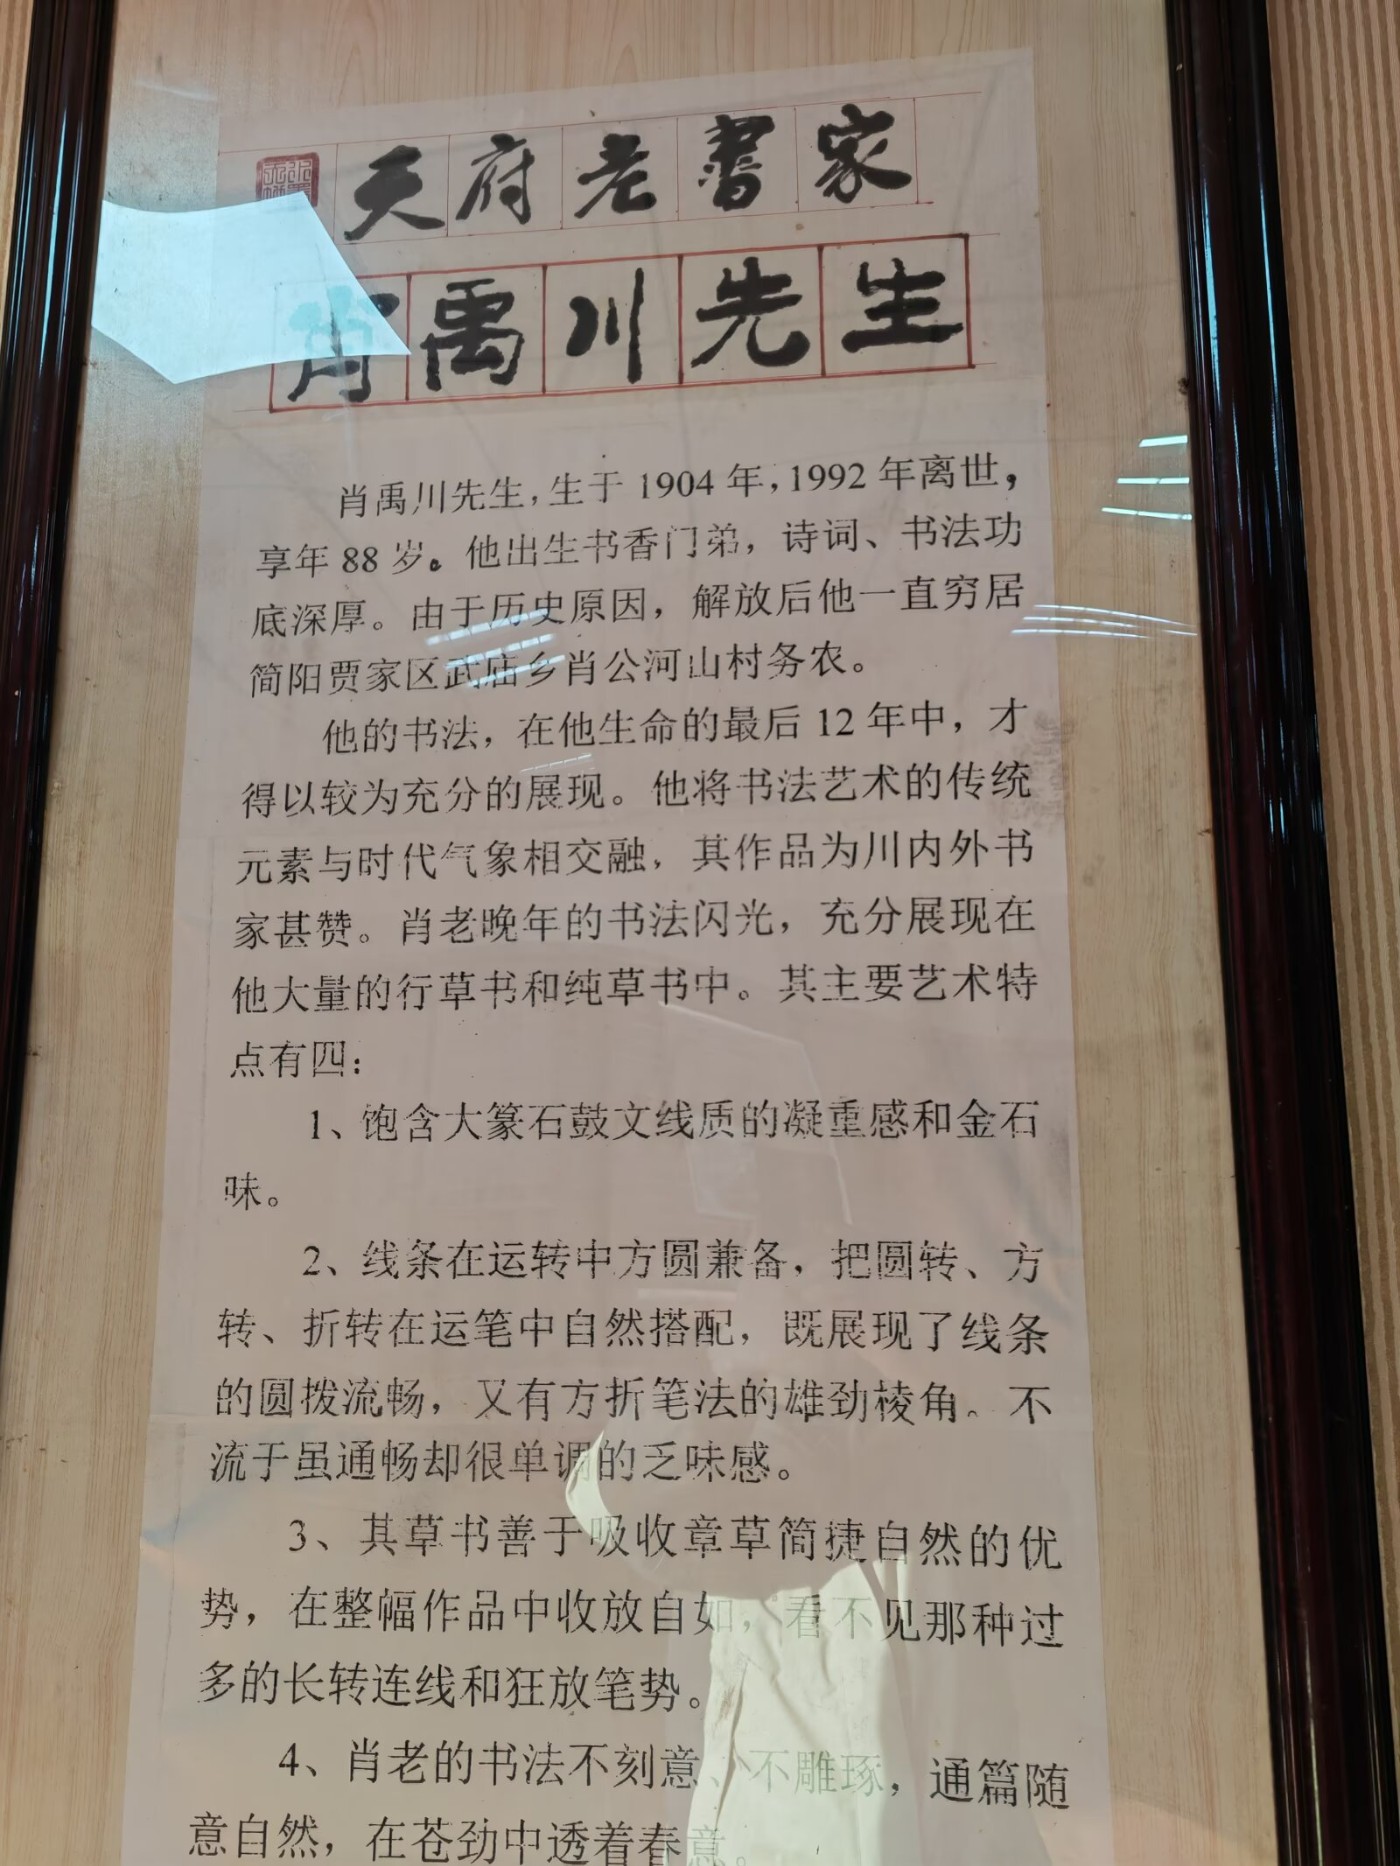 天府老書家
肖禹川先生
肖禹川先生,生于1904年,1992年离世，
享年88岁。他出生书香门弟，诗词、书法功
底深厚。由于历史原因，解放后他一直穷居
简阳贾家区武庙乡肖公河山村务农。
他的书法，在他生命的最后12年中，才
得以较为充分的展现。他将书法艺术的传统
元素与时代气象相交融，其作品为川内外书
家甚赞。肖老晚年的书法闪光，充分展现在
他大量的行草书和纯草书中。其主要艺术特
点有四：
1、饱含大篆石鼓文线质的凝重感和金石
味。
2、线条在运转中方圆兼备，把圆转、方
转、折转在运笔中自然搭配，既展现了线条
的圆拨流畅，又有方折笔法的雄劲棱角。不
流于虽通畅却很单调的乏味感。
3、其草书善于吸收章草简捷自然的优
势，在整幅作品中收放自如，看不见那种过
多的长转连线和狂放笔势。
4、肖老的书法不刻意、不雕琢，通篇随
意自然，在苍劲中透着春意。